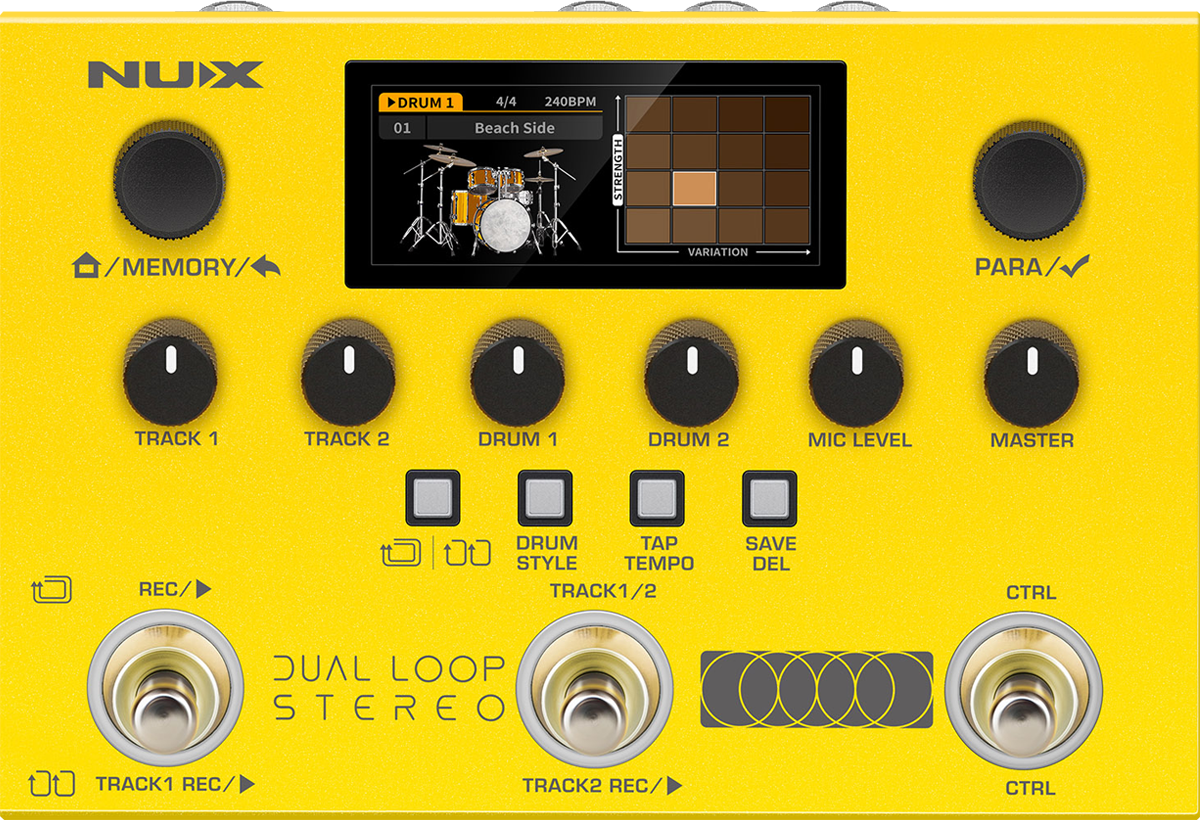 NUX
DRUM 1 4/4 240BPM
01 Beach Side
STRENGTH
VARIATION
/MEMORY/
PARA/
TRACK 1 TRACK 2 DRUM 1 DRUM 2 MIC LEVEL MASTER
DRUM STYLE
TAP TEMPO
SAVE DEL
REC/ TRACK1/2 CTRL
DUAL LOOP
STEREO
TRACK1 REC/ TRACK2 REC/ CTRL